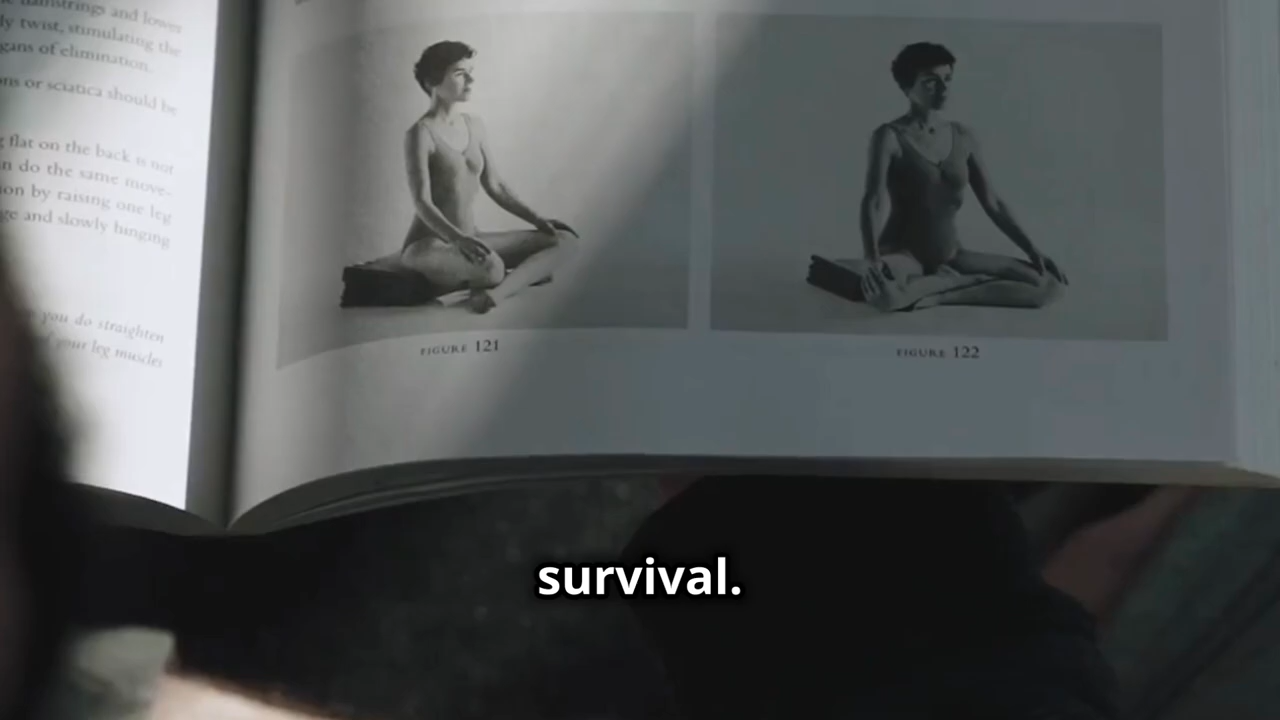 hamstrings and lower
ly twist, stimulating the
gans of elimination.
ons or sciatica should be
g flat on the back is not
n do the same move-
ion by raising one leg
ge and slowly hinging
you do straighten
your leg muscles
FIGURE 121
FIGURE 122
survival.